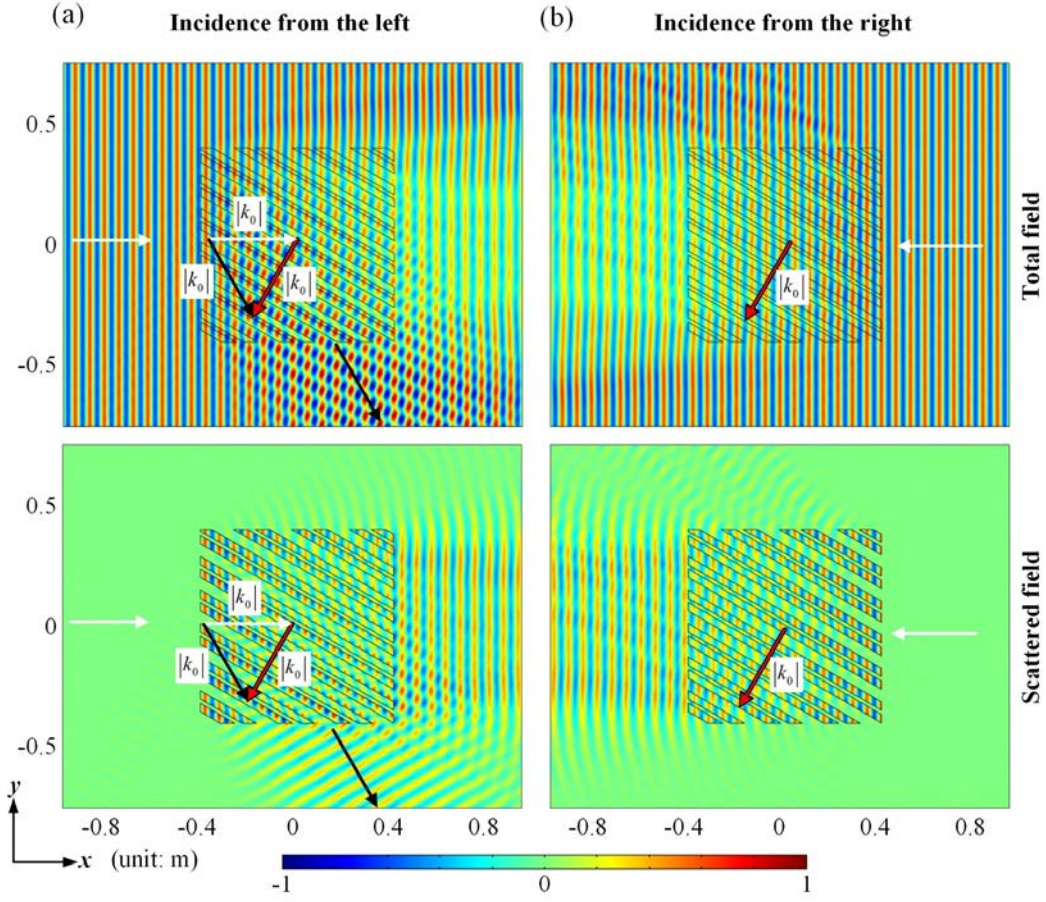 (a)
Incidence from the left
(b)
Incidence from the right
0.5
0
-0.5
|k₀|
|k₀|
|k₀|
|k₀|
Total field
0.5
0
-0.5
|k₀|
|k₀|
|k₀|
|k₀|
Scattered field
-0.8 -0.4 0 0.4 0.8
-0.8 -0.4 0 0.4 0.8
y
x (unit: m)
-1 0 1